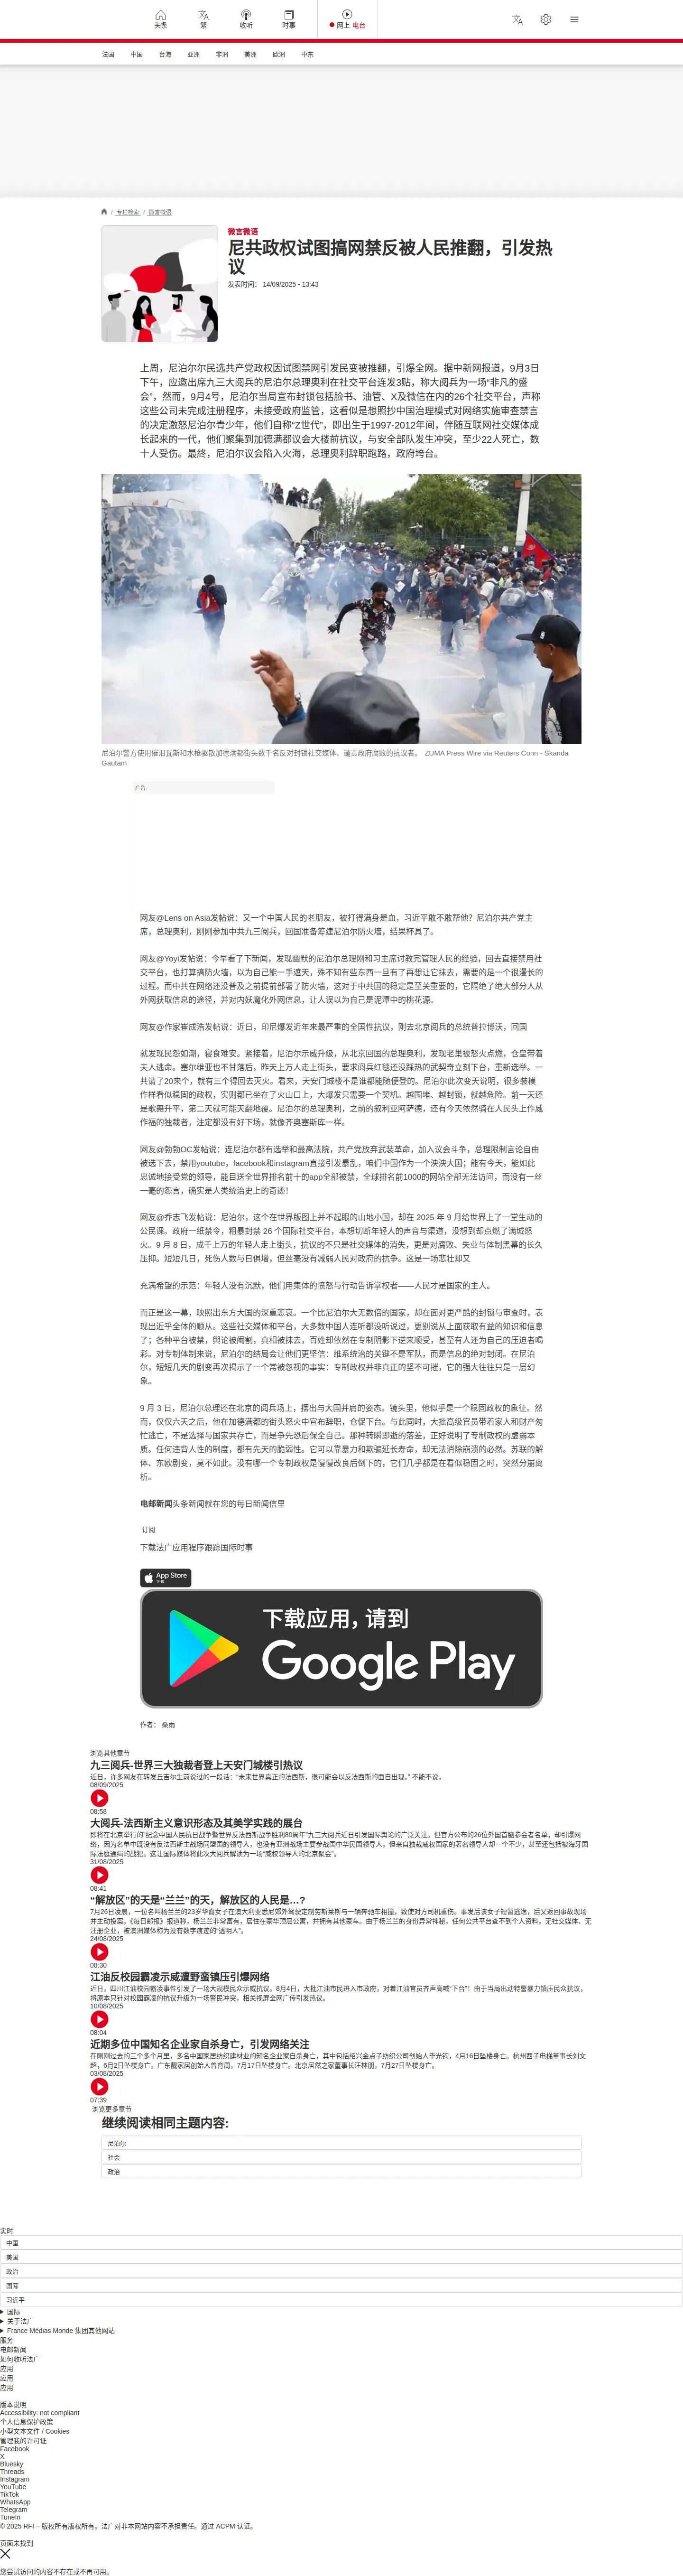 头条
繁
收听
时事
网上 电台
法国 中国 台海 亚洲 非洲 美洲 欧洲 中东
/ 专栏检索 / 微言微语
微言微语
尼共政权试图搞网禁反被人民推翻，引发热
议
发表时间： 14/09/2025 - 13:43
上周，尼泊尔尔民选共产党政权因试图禁网引发民变被推翻，引爆全网。据中新网报道，9月3日
下午，应邀出席九三大阅兵的尼泊尔总理奥利在社交平台连发3贴，称大阅兵为一场“非凡的盛
会”，然而，9月4号，尼泊尔当局宣布封锁包括脸书、油管、X及微信在内的26个社交平台，声称
这些公司未完成注册程序，未接受政府监管，这看似是想照抄中国治理模式对网络实施审查禁言
的决定激怒尼泊尔青少年，他们自称“Z世代”，即出生于1997-2012年间，伴随互联网社交媒体成
长起来的一代，他们聚集到加德满都议会大楼前抗议，与安全部队发生冲突，至少22人死亡，数
十人受伤。最终，尼泊尔议会陷入火海，总理奥利辞职跑路，政府垮台。
尼泊尔警方使用催泪瓦斯和水枪驱散加德满都街头数千名反对封锁社交媒体、谴责政府腐败的抗议者。 ZUMA Press Wire via Reuters Conn - Skanda
Gautam
广告
网友@Lens on Asia发帖说：又一个中国人民的老朋友，被打得满身是血，习近平敢不敢帮他？尼泊尔共产党主
席，总理奥利，刚刚参加中共九三阅兵，回国准备筹建尼泊尔防火墙，结果杯具了。
网友@Yoyi发帖说：今早看了下新闻，发现幽默的尼泊尔总理刚和习主席讨教完管理人民的经验，回去直接禁用社
交平台，也打算搞防火墙，以为自己能一手遮天，殊不知有些东西一旦有了再想让它抹去，需要的是一个很漫长的
过程。而中共在网络还没普及之前提前部署了防火墙，这对于中共国的稳定是至关重要的，它隔绝了绝大部分人从
外网获取信息的途径，并对内妖魔化外网信息，让人误以为自己是泥潭中的桃花源。
网友@作家崔成浩发帖说：近日，印尼爆发近年来最严重的全国性抗议，刚去北京阅兵的总统普拉博沃，回国
就发现民怨如潮，寝食难安。紧接着，尼泊尔示威升级，从北京回国的总理奥利，发现老巢被怒火点燃，仓皇带着
夫人逃命。塞尔维亚也不甘落后，昨天上万人走上街头，要求阅兵红毯还没踩热的武契奇立刻下台，重新选举。一
共请了20来个，就有三个得回去灭火。看来，天安门城楼不是谁都能随便登的。尼泊尔此次变天说明，很多装模
作样看似稳固的政权，实则都已坐在了火山口上，大爆发只需要一个契机。越围堵、越封锁，就越危险。前一天还
是歌舞升平，第二天就可能天翻地覆。尼泊尔的总理奥利，之前的叙利亚阿萨德，还有今天依然骑在人民头上作威
作福的独裁者，注定都没有好下场，就像齐奥塞斯库一样。
网友@勃勃OC发帖说：连尼泊尔都有选举和最高法院，共产党放弃武装革命，加入议会斗争，总理限制言论自由
被选下去，禁用youtube，facebook和instagram直接引发暴乱，咱们中国作为一个泱泱大国；能有今天，能如此
忠诚地接受党的领导，能目送全世界排名前十的app全部被禁，全球排名前1000的网站全部无法访问，而没有一丝
一毫的怨言，确实是人类统治史上的奇迹！
网友@乔志飞发帖说：尼泊尔，这个在世界版图上并不起眼的山地小国，却在 2025 年 9 月给世界上了一堂生动的
公民课。政府一纸禁令，粗暴封禁 26 个国际社交平台，本想切断年轻人的声音与渠道，没想到却点燃了满城怒
火。9 月 8 日，成千上万的年轻人走上街头，抗议的不只是社交媒体的消失，更是对腐败、失业与体制黑幕的长久
压抑。短短几日，死伤人数与日俱增，但丝毫没有减弱人民对政府的抗争。这是一场悲壮却又
充满希望的示范：年轻人没有沉默，他们用集体的愤怒与行动告诉掌权者——人民才是国家的主人。
而正是这一幕，映照出东方大国的深重悲哀。一个比尼泊尔大无数倍的国家，却在面对更严酷的封锁与审查时，表
现出近乎全体的顺从。这些社交媒体和平台，大多数中国人连听都没听说过，更别说从上面获取有益的知识和信息
了；各种平台被禁，舆论被阉割，真相被抹去，百姓却依然在专制阴影下逆来顺受，甚至有人还为自己的压迫者喝
彩。对专制体制来说，尼泊尔的结局会让他们更坚信：维系统治的关键不是军队，而是信息的绝对封闭。在尼泊
尔，短短几天的剧变再次揭示了一个常被忽视的事实：专制政权并非真正的坚不可摧，它的强大往往只是一层幻
象。
9 月 3 日，尼泊尔总理还在北京的阅兵场上，摆出与大国并肩的姿态。镜头里，他似乎是一个稳固政权的象征。然
而，仅仅六天之后，他在加德满都的街头怒火中宣布辞职，仓促下台。与此同时，大批高级官员带着家人和财产匆
忙逃亡，不是选择与国家共存亡，而是争先恐后保全自己。那种转瞬即逝的落差，正好说明了专制政权的虚弱本
质。任何违背人性的制度，都有先天的脆弱性。它可以靠暴力和欺骗延长寿命，却无法消除崩溃的必然。苏联的解
体、东欧剧变，莫不如此。没有哪一个专制政权是慢慢改良后倒下的，它们几乎都是在看似稳固之时，突然分崩离
析。
电邮新闻头条新闻就在您的每日新闻信里
订阅
下载法广应用程序跟踪国际时事
App Store
下载
下载应用，请到
Google Play
作者： 桑雨
浏览其他章节
九三阅兵-世界三大独裁者登上天安门城楼引热议
近日，许多网友在转发丘吉尔生前说过的一段话：“未来世界真正的法西斯，很可能会以反法西斯的面自出现。” 不能不说，
08/09/2025
08:58
大阅兵-法西斯主义意识形态及其美学实践的展台
即将在北京举行的“纪念中国人民抗日战争暨世界反法西斯战争胜利80周年”九三大阅兵近日引发国际舆论的广泛关注。但官方公布的26位外国首脑参会者名单，却引爆网
络，因为名单中既没有反法西斯主战场同盟国的领导人，也没有亚洲战场主要参战国中华民国领导人，但来自独裁威权国家的著名领导人却一个不少，甚至还包括被海牙国
际法庭通缉的战犯。这让国际媒体将此次大阅兵解读为一场“威权领导人的北京聚会”。
31/08/2025
08:41
“解放区”的天是“兰兰”的天，解放区的人民是…?
7月26日凌晨，一位名叫杨兰兰的23岁华裔女子在澳大利亚悉尼郊外驾驶定制劳斯莱斯与一辆奔驰车相撞，致使对方司机重伤。事发后该女子短暂逃逸，后又返回事故现场
并主动投案。《每日邮报》报道称，杨兰兰非常富有，居住在豪华顶层公寓，并拥有其他豪车。由于杨兰兰的身份异常神秘，任何公共平台查不到个人资料，无社交媒体、无
注册企业，被澳洲媒体称为没有数字痕迹的“透明人”。
24/08/2025
08:30
江油反校园霸凌示威遭野蛮镇压引爆网络
近日，四川江油校园霸凌事件引发了一场大规模民众示威抗议。8月4日，大批江油市民进入市政府，对着江油官员齐声高喊“下台”！由于当局出动特警暴力镇压民众抗议，
将原本只针对校园霸凌的抗议升级为一场警民冲突，相关视屏全网广传引发热议。
10/08/2025
08:04
近期多位中国知名企业家自杀身亡，引发网络关注
在刚刚过去的三个多个月里，多名中国家居纺织建材业的知名企业家自杀身亡，其中包括绍兴金点子纺织公司创始人毕光钧，4月16日坠楼身亡。杭州西子电梯董事长刘文
超，6月2日坠楼身亡。广东靓家居创始人曾育周，7月17日坠楼身亡。北京居然之家董事长汪林朋，7月27日坠楼身亡。
03/08/2025
07:39
浏览更多章节
继续阅读相同主题内容:
尼泊尔
社会
政治
实时
中国
美国
政治
国际
习近平
国际
关于法广
France Médias Monde 集团其他网站
服务
电邮新闻
如何收听法广
应用
应用
应用
版本说明
Accessibility: not compliant
个人信息保护政策
小型文本文件 / Cookies
管理我的许可证
Facebook
X
Bluesky
Threads
Instagram
YouTube
TikTok
WhatsApp
Telegram
TuneIn
© 2025 RFI – 版权所有版权所有。法广对非本网站内容不承担责任。通过 ACPM 认证。
页面未找到
您尝试访问的内容不存在或不再可用。